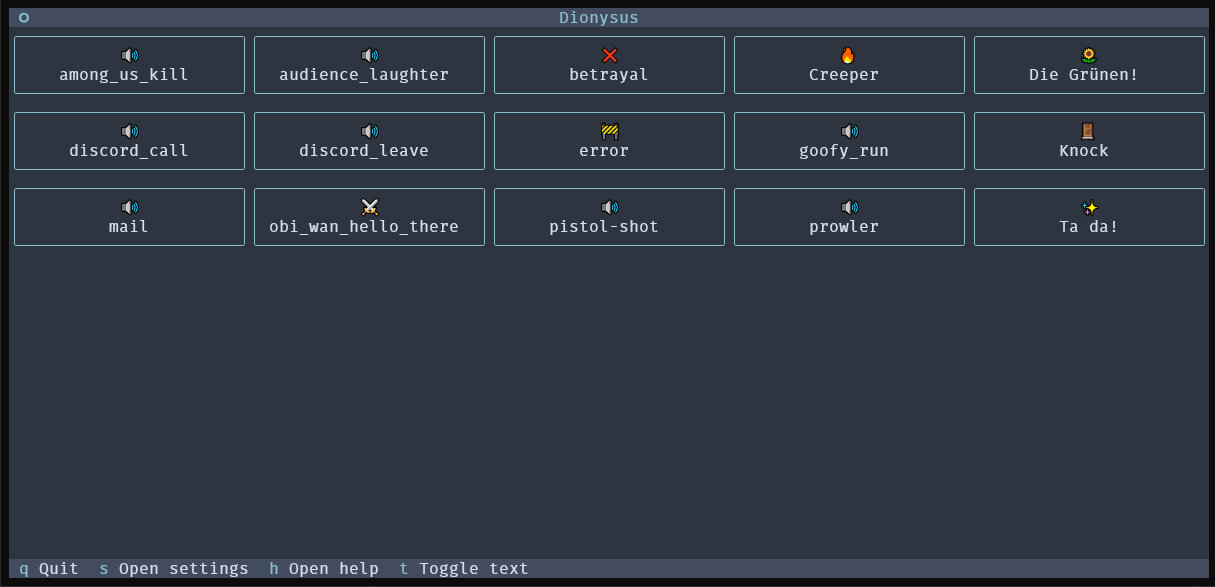 Dionysus
among_us_kill audience_laughter betrayal Creeper Die Grünen!
discord_call discord_leave error goofy_run Knock
mail obi_wan_hello_there pistol-shot prowler Ta da!
q Quit s Open settings h Open help t Toggle text